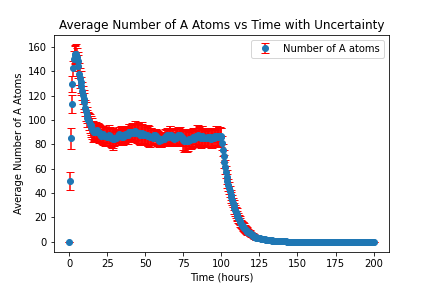 Average Number of A Atoms vs Time with Uncertainty
Number of A atoms
Average Number of A Atoms
160
140
120
100
80
60
40
20
0
0 25 50 75 100 125 150 175 200
Time (hours)